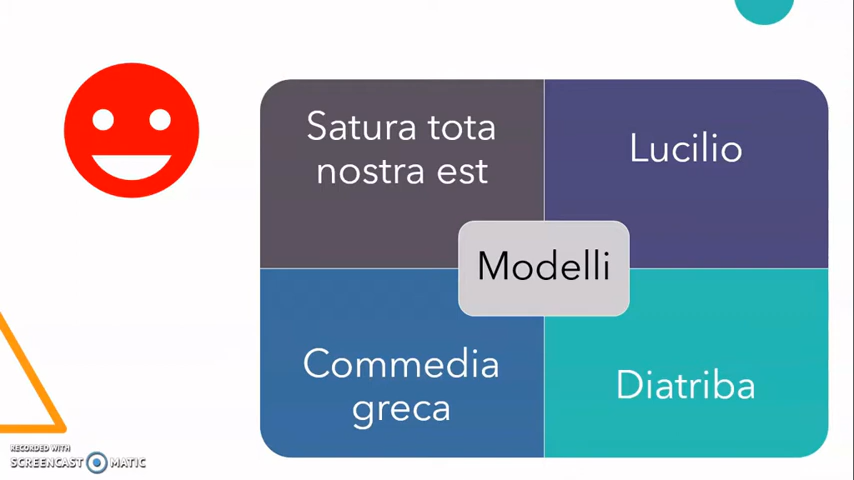 Satura tota
nostra est
Lucilio
Modelli
Commedia
greca
Diatriba
RECORDED WITH
SCREENCAST MATIC